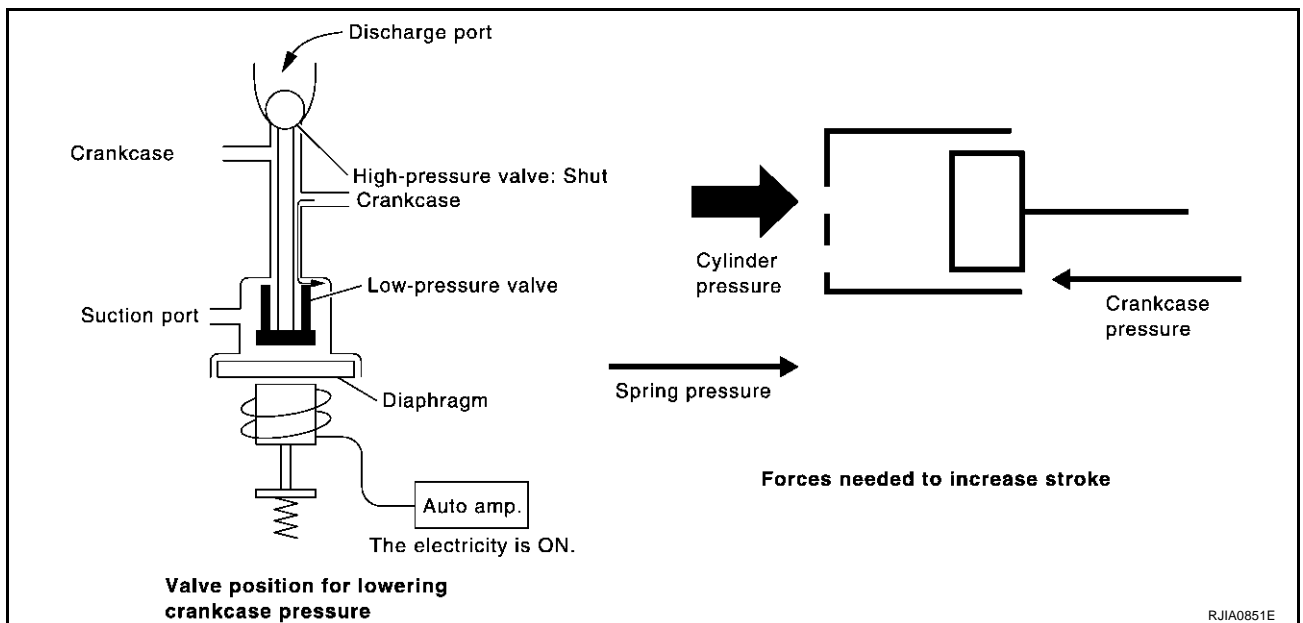 Discharge port
Crankcase
High-pressure valve: Shut
Crankcase
Low-pressure valve
Suction port
Diaphragm
Auto amp.
The electricity is ON.
Valve position for lowering
crankcase pressure
Cylinder
pressure
Crankcase
pressure
Spring pressure
Forces needed to increase stroke
RJIA0851E